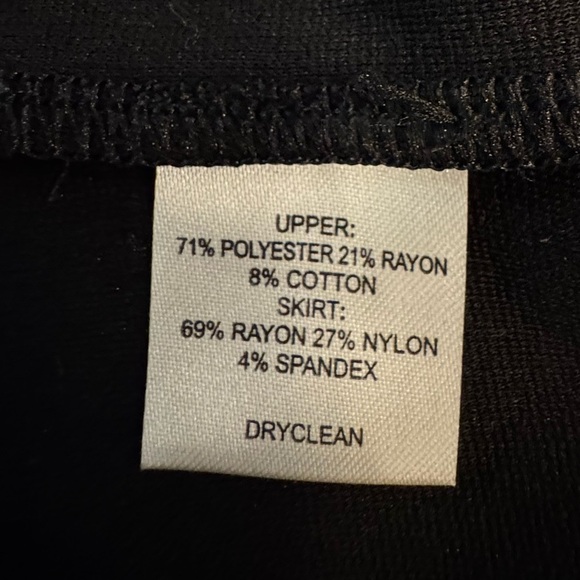 UPPER:
71% POLYESTER 21% RAYON
8% COTTON
SKIRT:
69% RAYON 27% NYLON
4% SPANDEX
DRYCLEAN